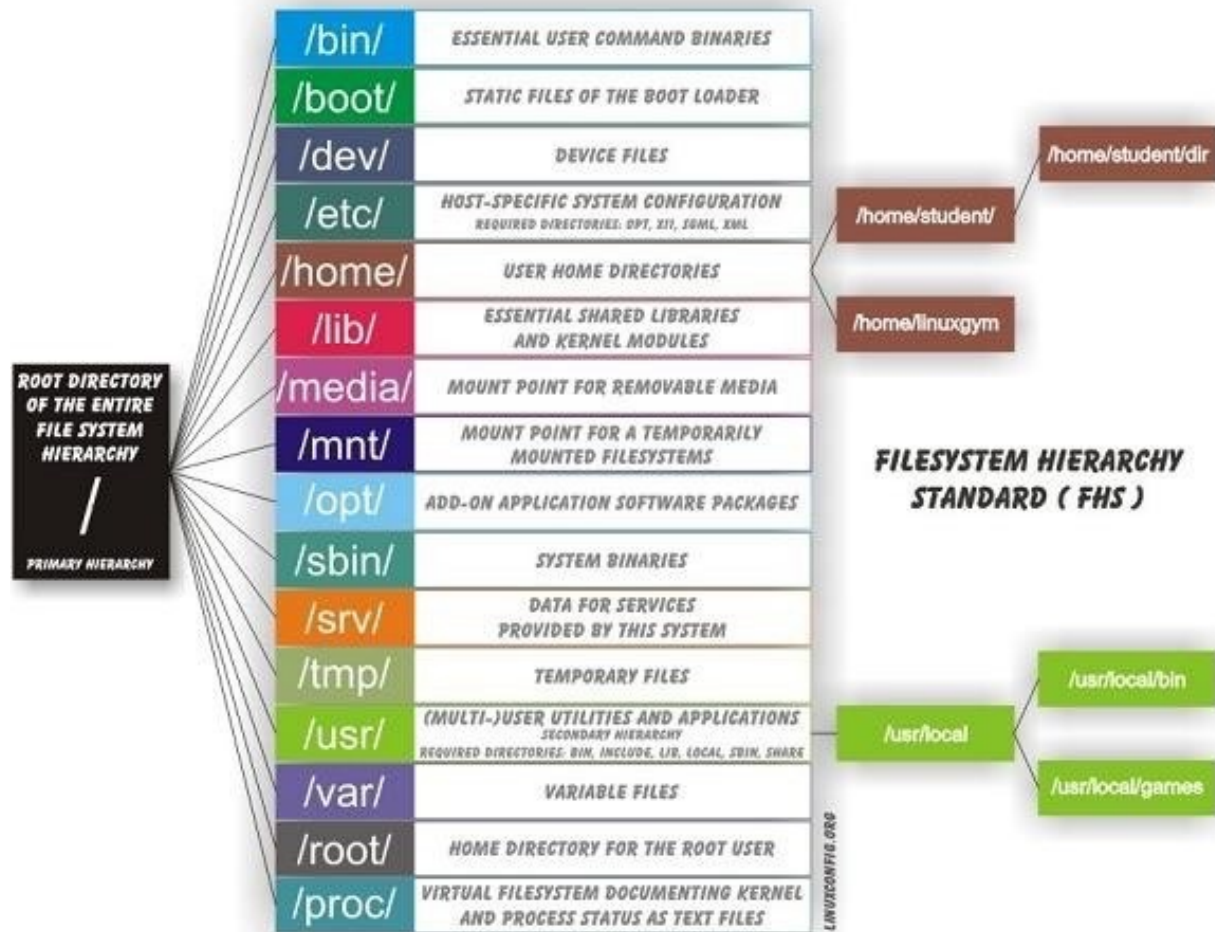 ROOT DIRECTORY
OF THE ENTIRE
FILE SYSTEM
HIERARCHY
/
PRIMARY HIERARCHY
/bin/
ESSENTIAL USER COMMAND BINARIES
/boot/
STATIC FILES OF THE BOOT LOADER
/dev/
DEVICE FILES
/etc/
HOST-SPECIFIC SYSTEM CONFIGURATION
REQUIRED DIRECTORIES: OPT, XII, SGML, XML
/home/
USER HOME DIRECTORIES
/lib/
ESSENTIAL SHARED LIBRARIES
AND KERNEL MODULES
/media/
MOUNT POINT FOR REMOVABLE MEDIA
/mnt/
MOUNT POINT FOR A TEMPORARILY
MOUNTED FILESYSTEMS
/opt/
ADD-ON APPLICATION SOFTWARE PACKAGES
/sbin/
SYSTEM BINARIES
/srv/
DATA FOR SERVICES
PROVIDED BY THIS SYSTEM
/tmp/
TEMPORARY FILES
/usr/
(MULTI-)USER UTILITIES AND APPLICATIONS
SECONDARY HIERARCHY
REQUIRED DIRECTORIES: BIN, INCLUDE, LIB, LOCAL, SBIN, SHARE
/var/
VARIABLE FILES
/root/
HOME DIRECTORY FOR THE ROOT USER
/proc/
VIRTUAL FILESYSTEM DOCUMENTING KERNEL
AND PROCESS STATUS AS TEXT FILES
/home/student/
/home/student/dir
/home/linuxgym
FILESYSTEM HIERARCHY
STANDARD ( FHS )
/usr/local
/usr/local/bin
/usr/local/games
LINUXCONFIG.ORG